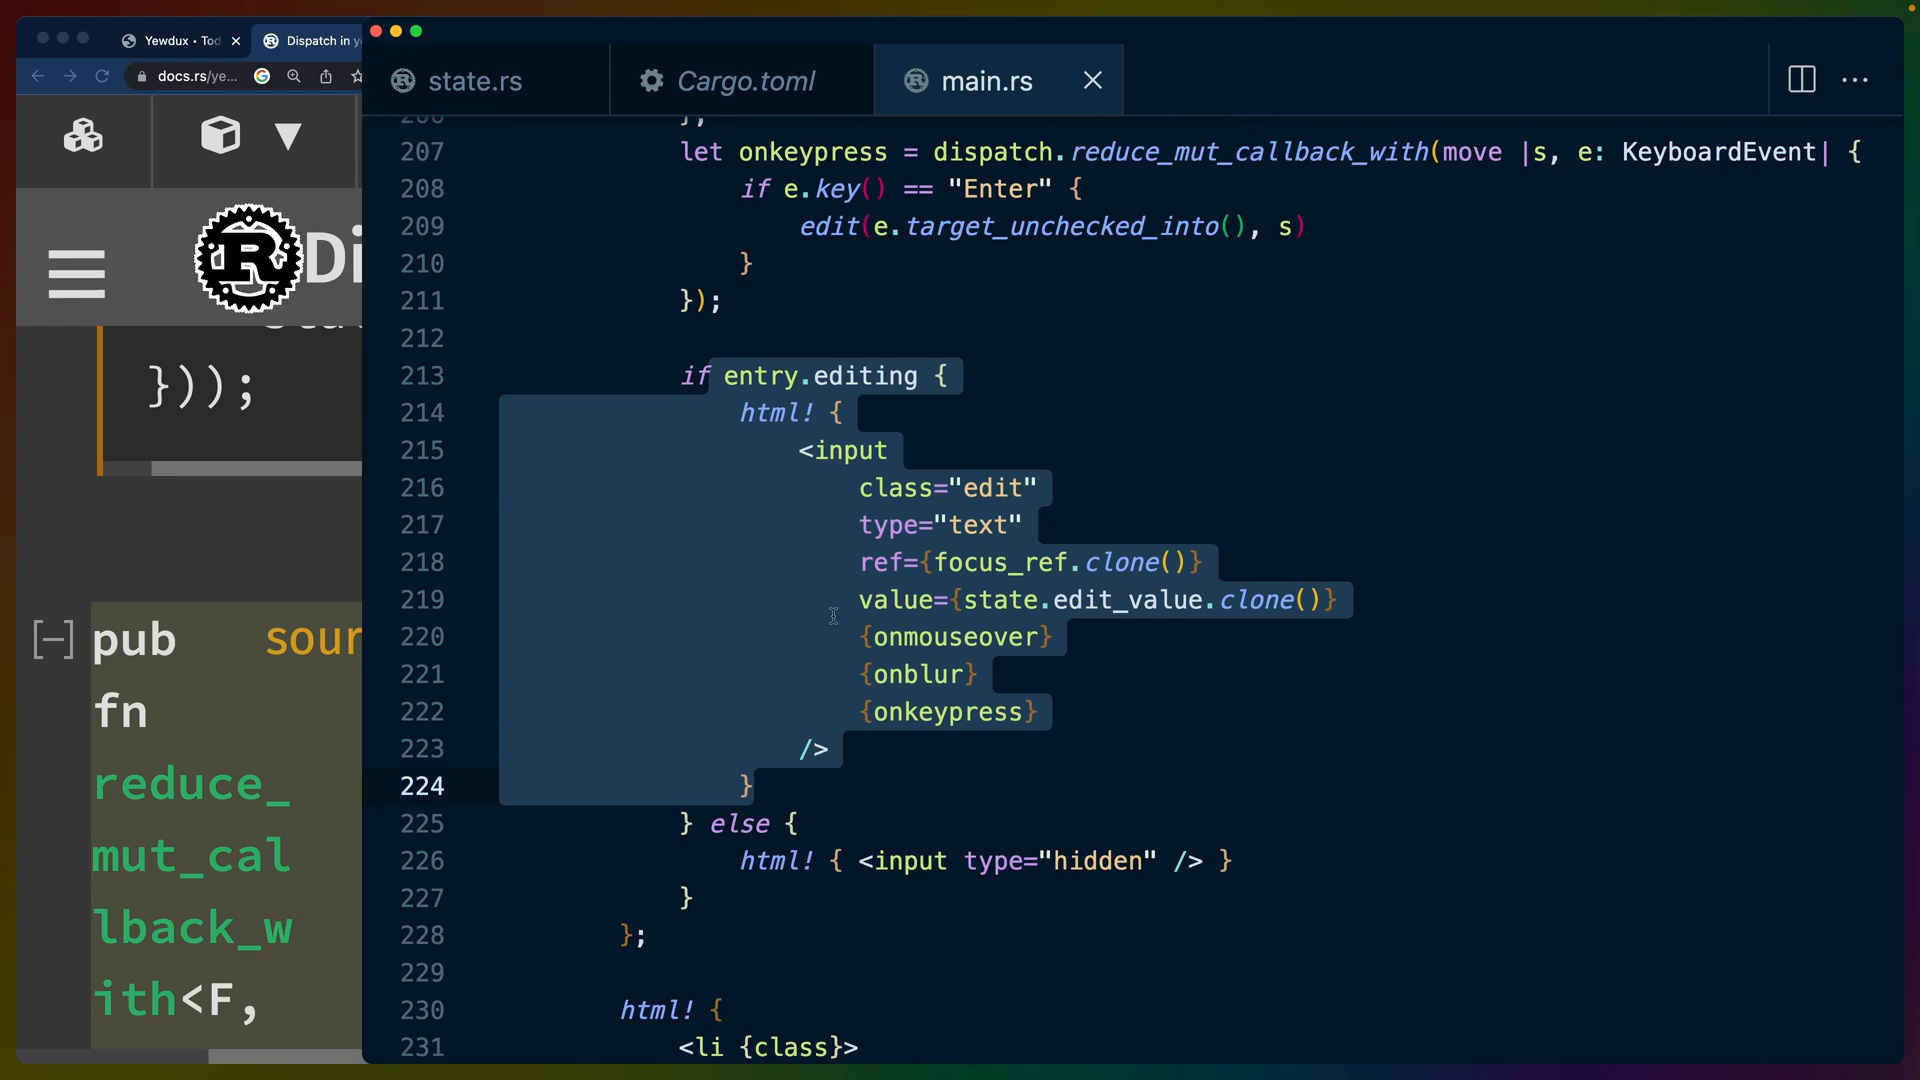 Yewdux • Tod
Dispatch in y
docs.rs/ye...
Di
}));
[−] pub sour
fn
reduce_
mut_cal
lback_w
ith<F,
state.rs
Cargo.toml
main.rs
207 let onkeypress = dispatch.reduce_mut_callback_with(move |s, e: KeyboardEvent| {
208 if e.key() == "Enter" {
209 edit(e.target_unchecked_into(), s)
210 }
211 });
212
213 if entry.editing {
214 html! {
215 <input
216 class="edit"
217 type="text"
218 ref={focus_ref.clone()}
219 value={state.edit_value.clone()}
220 {onmouseover}
221 {onblur}
222 {onkeypress}
223 />
224 }
225 } else {
226 html! { <input type="hidden" /> }
227 }
228 };
229
230 html! {
231 <li {class}>